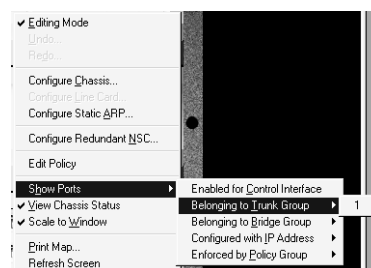 Editing Mode
Undo...
Redo...
Configure Chassis...
Configure Line Card...
Configure Static ARP...
Configure Redundant NSC...
Edit Policy
Show Ports
View Chassis Status
Scale to Window
Print Map...
Refresh Screen
Enabled for Control Interface
Belonging to Trunk Group
1
Belonging to Bridge Group
Configured with IP Address
Enforced by Policy Group